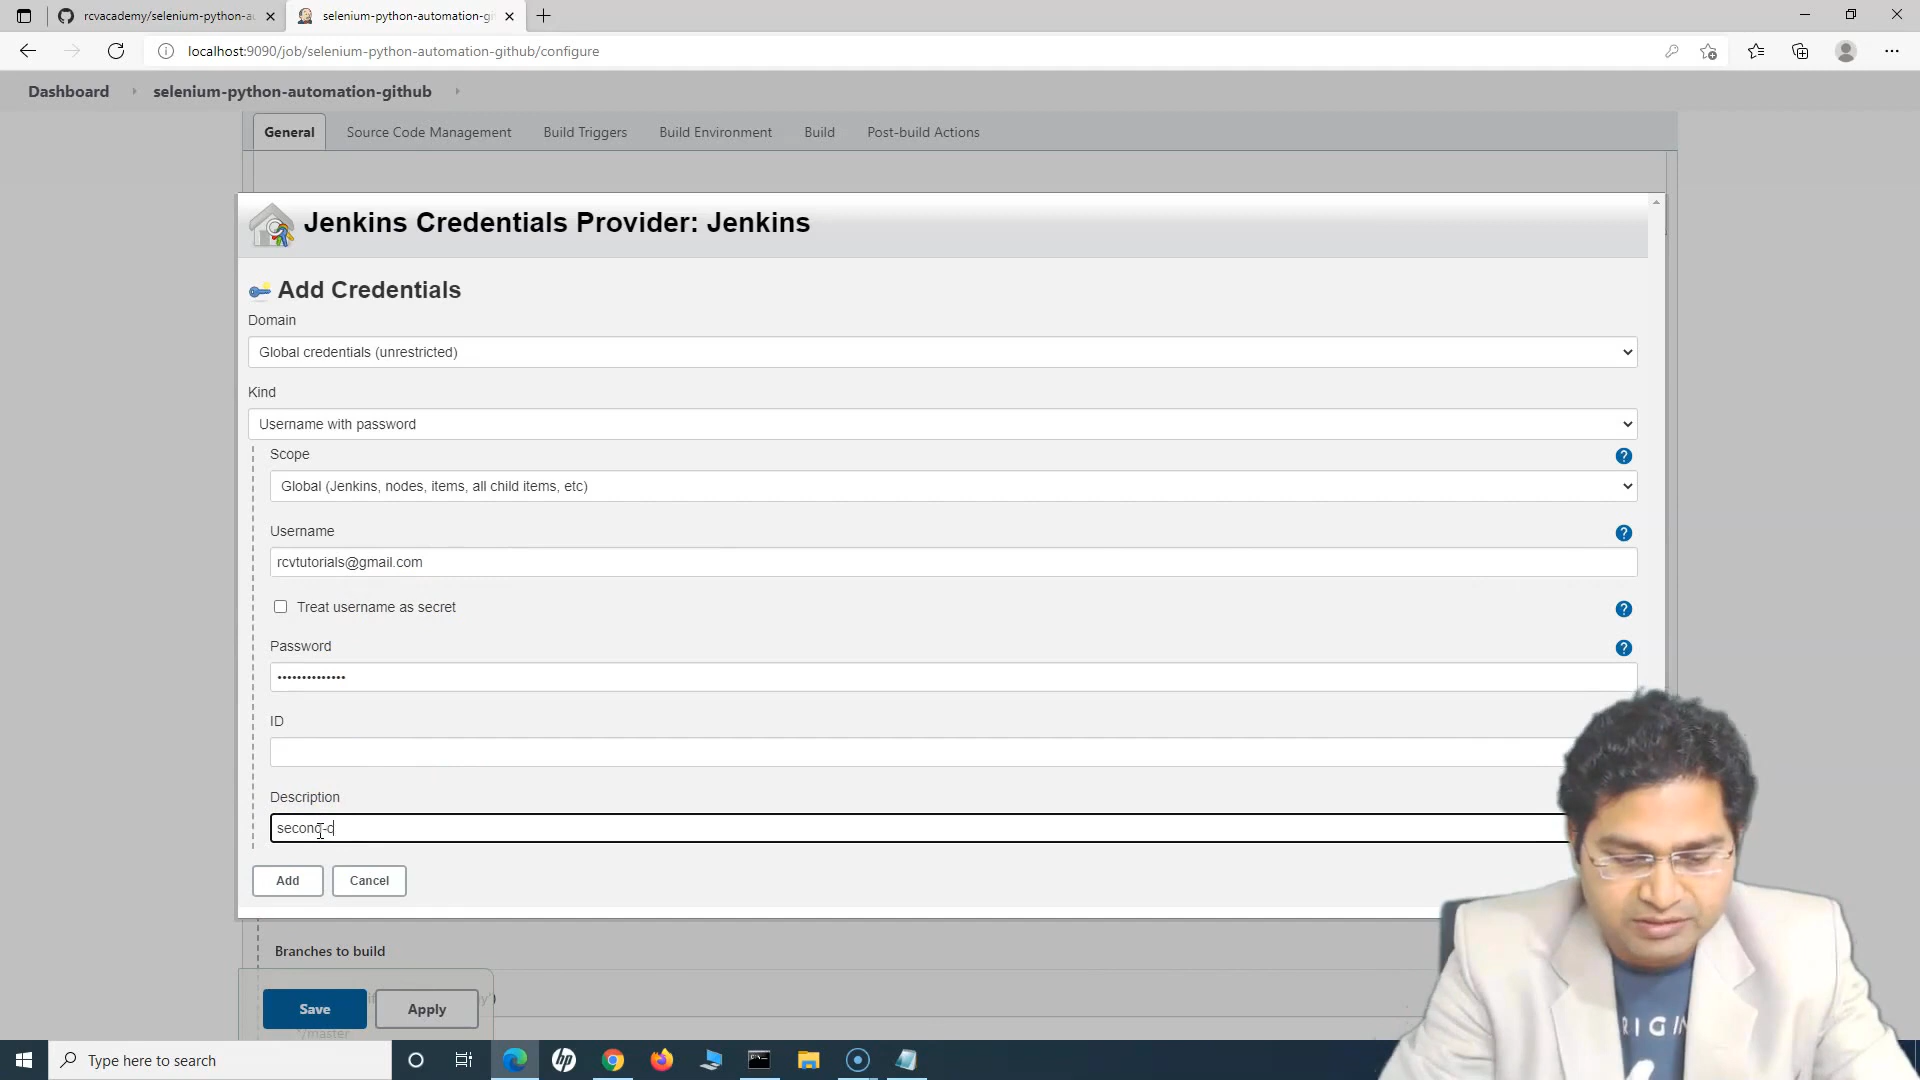 rcvacademy/selenium-python-au
selenium-python-automation-gi
localhost:9090/job/selenium-python-automation-github/configure
Dashboard
selenium-python-automation-github
General
Source Code Management
Build Triggers
Build Environment
Build
Post-build Actions
Jenkins Credentials Provider: Jenkins
Add Credentials
Domain
Global credentials (unrestricted)
Kind
Username with password
Scope
Global (Jenkins, nodes, items, all child items, etc)
Username
rcvtutorials@gmail.com
Treat username as secret
Password
ID
Description
second-c
Add
Cancel
Branches to build
Save
Apply
*/master
Type here to search